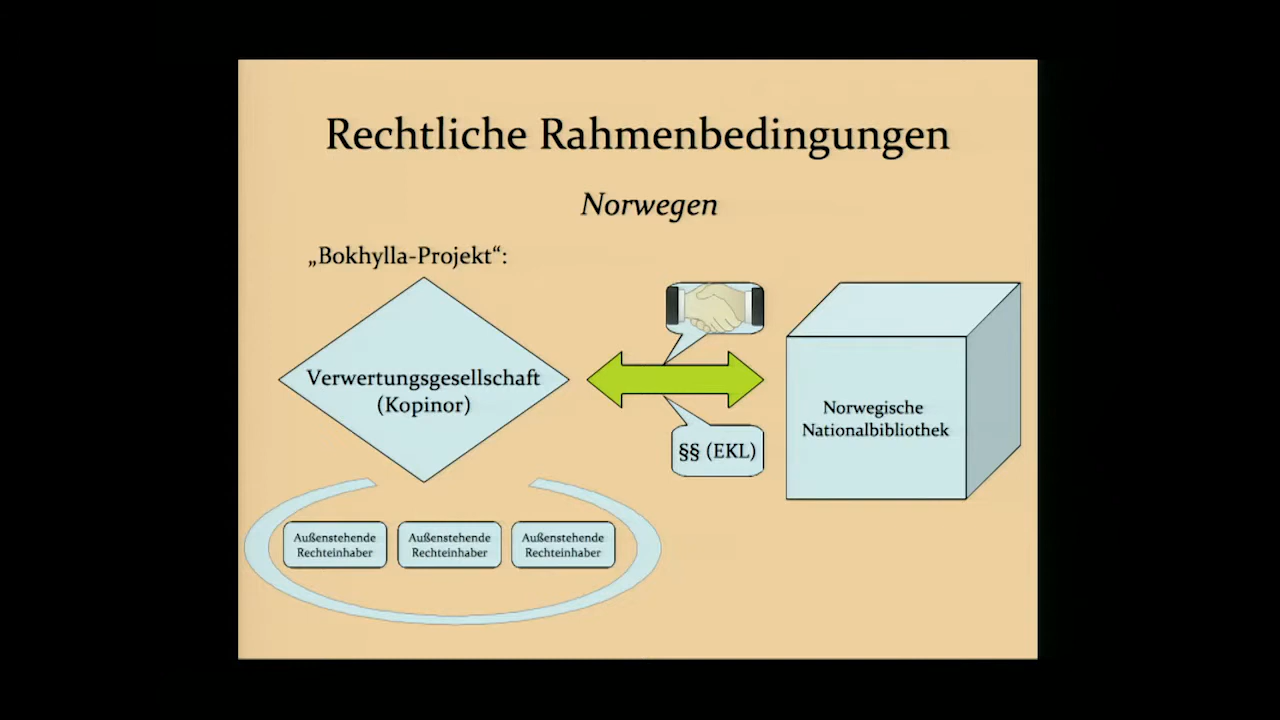 Rechtliche Rahmenbedingungen
Norwegen
„Bokhylla-Projekt“:
Verwertungsgesellschaft
(Kopinor)
§§ (EKL)
Norwegische
Nationalbibliothek
Außenstehende
Rechteinhaber
Außenstehende
Rechteinhaber
Außenstehende
Rechteinhaber